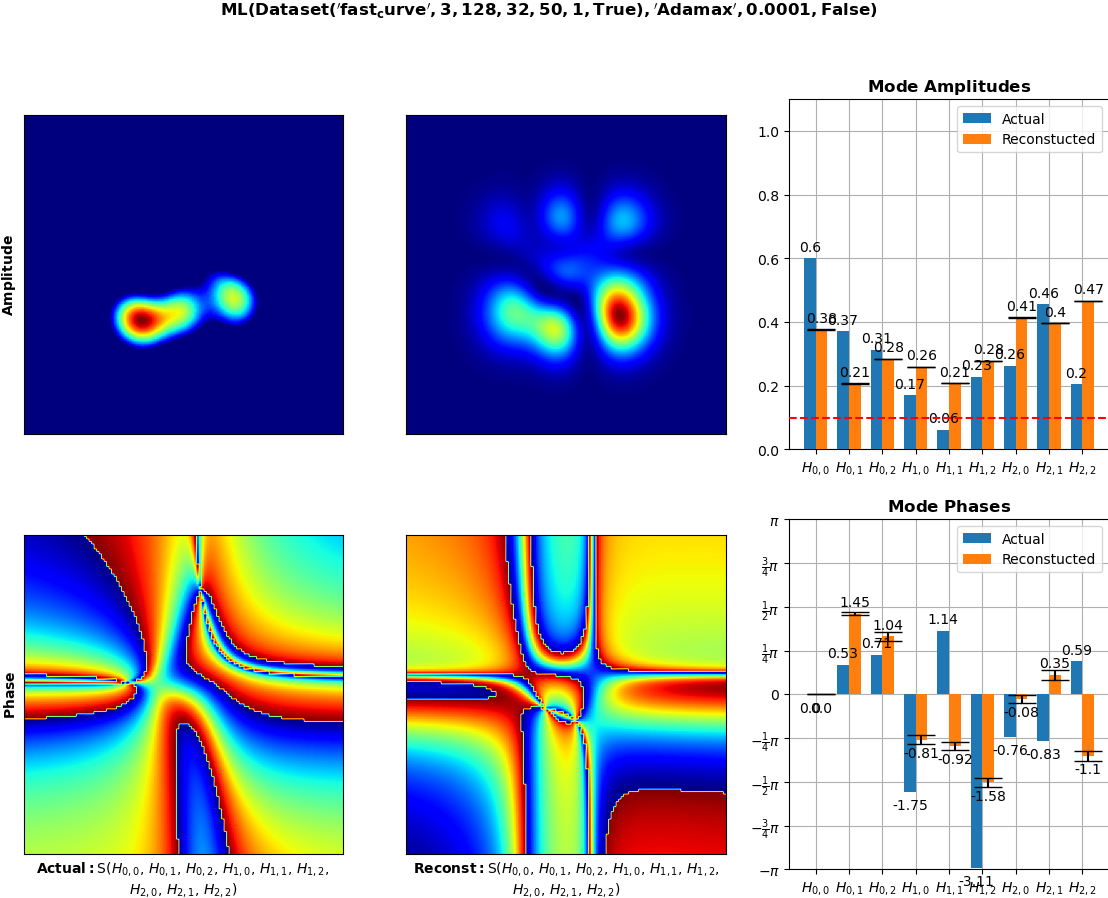 ML(Dataset('fast_curve', 3, 128, 32, 50, 1, True), 'Adamax', 0.0001, False)
Amplitude
Mode Amplitudes
Actual
Reconstucted
1.0
0.8
0.6
0.4
0.2
0.0
0.6 0.38 0.37 0.21 0.31 0.28 0.17 0.26 0.06 0.21 0.23 0.28 0.26 0.41 0.46 0.4 0.2 0.47
H0,0 H0,1 H0,2 H1,0 H1,1 H1,2 H2,0 H2,1 H2,2
Phase
Actual: S(H0,0, H0,1, H0,2, H1,0, H1,1, H1,2,
H2,0, H2,1, H2,2)
Reconst: S(H0,0, H0,1, H0,2, H1,0, H1,1, H1,2,
H2,0, H2,1, H2,2)
Mode Phases
Actual
Reconstucted
π
3/4π
1/2π
1/4π
0
−1/4π
−1/2π
−3/4π
−π
0.0 0.0 0.53 1.45 0.71 1.04 -1.75 -0.81 1.14 -0.92 -3.11 -1.58 -0.76 -0.08 -0.83 0.35 0.59 -1.1
H0,0 H0,1 H0,2 H1,0 H1,1 H1,2 H2,0 H2,1 H2,2